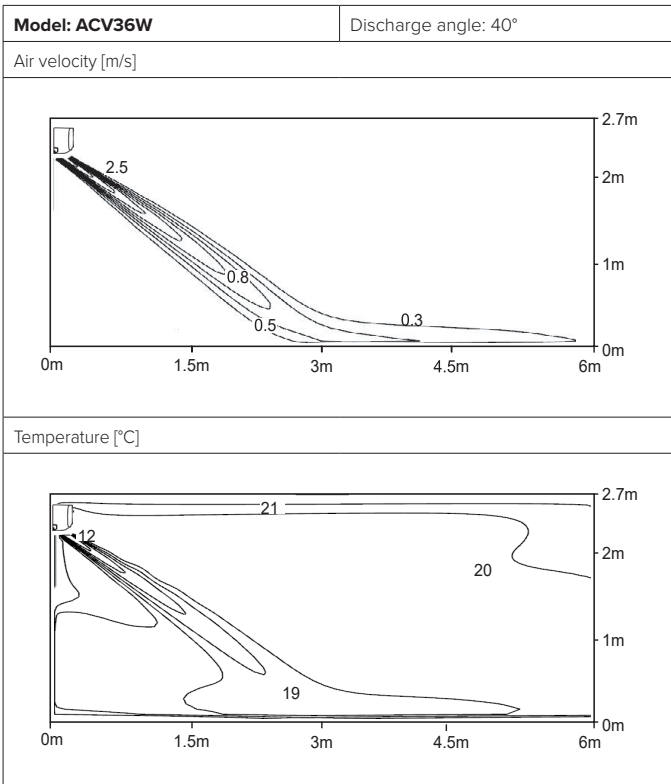 Model: ACV36W Discharge angle: 40°
Air velocity [m/s]
2.7m
2.5
2m
1m
0.8
0.5
0.3
0m
0m 1.5m 3m 4.5m 6m
Temperature [°C]
2.7m
21
12
2m
20
1m
19
0m
0m 1.5m 3m 4.5m 6m